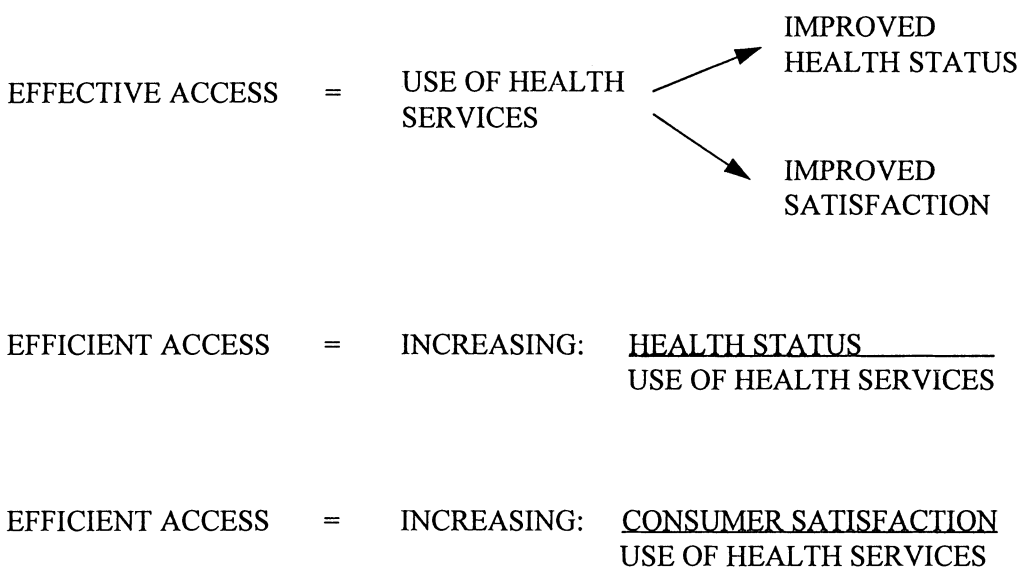 IMPROVED
HEALTH STATUS
EFFECTIVE ACCESS = USE OF HEALTH
SERVICES
IMPROVED
SATISFACTION
EFFICIENT ACCESS = INCREASING: HEALTH STATUS
USE OF HEALTH SERVICES
EFFICIENT ACCESS = INCREASING: CONSUMER SATISFACTION
USE OF HEALTH SERVICES